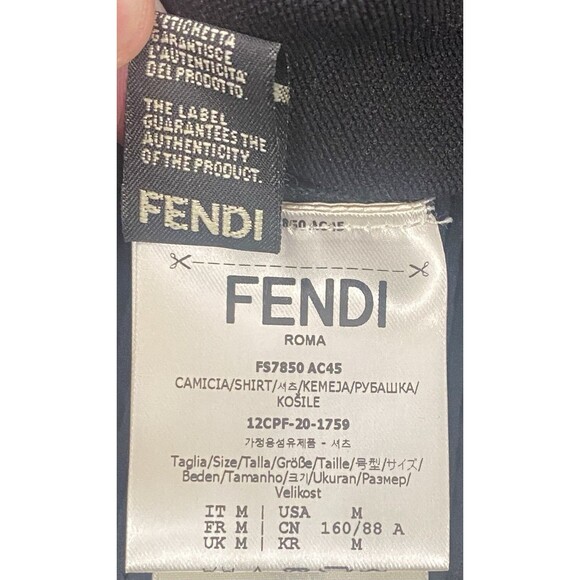 L'ETICHETTA
GARANTISCE
L'AUTENTICITA'
DEL PRODOTTO.
THE LABEL
GUARANTEES THE
AUTHENTICITY
OF THE PRODUCT.
FENDI
7850 AC45
FENDI
ROMA
FS7850 AC45
CAMICIA/SHIRT/셔츠/KEMEJA/РУБАШКА/
KOŠILE
12CPF-20-1759
가정용섬유제품 - 셔츠
Taglia/Size/Talla/Größe/Taille/号型/サイズ/
Beden/Tamanho/크기/Ukuran/Размер/
Velikost
IT M | USA M
FR M | CN 160/88 A
UK M | KR M